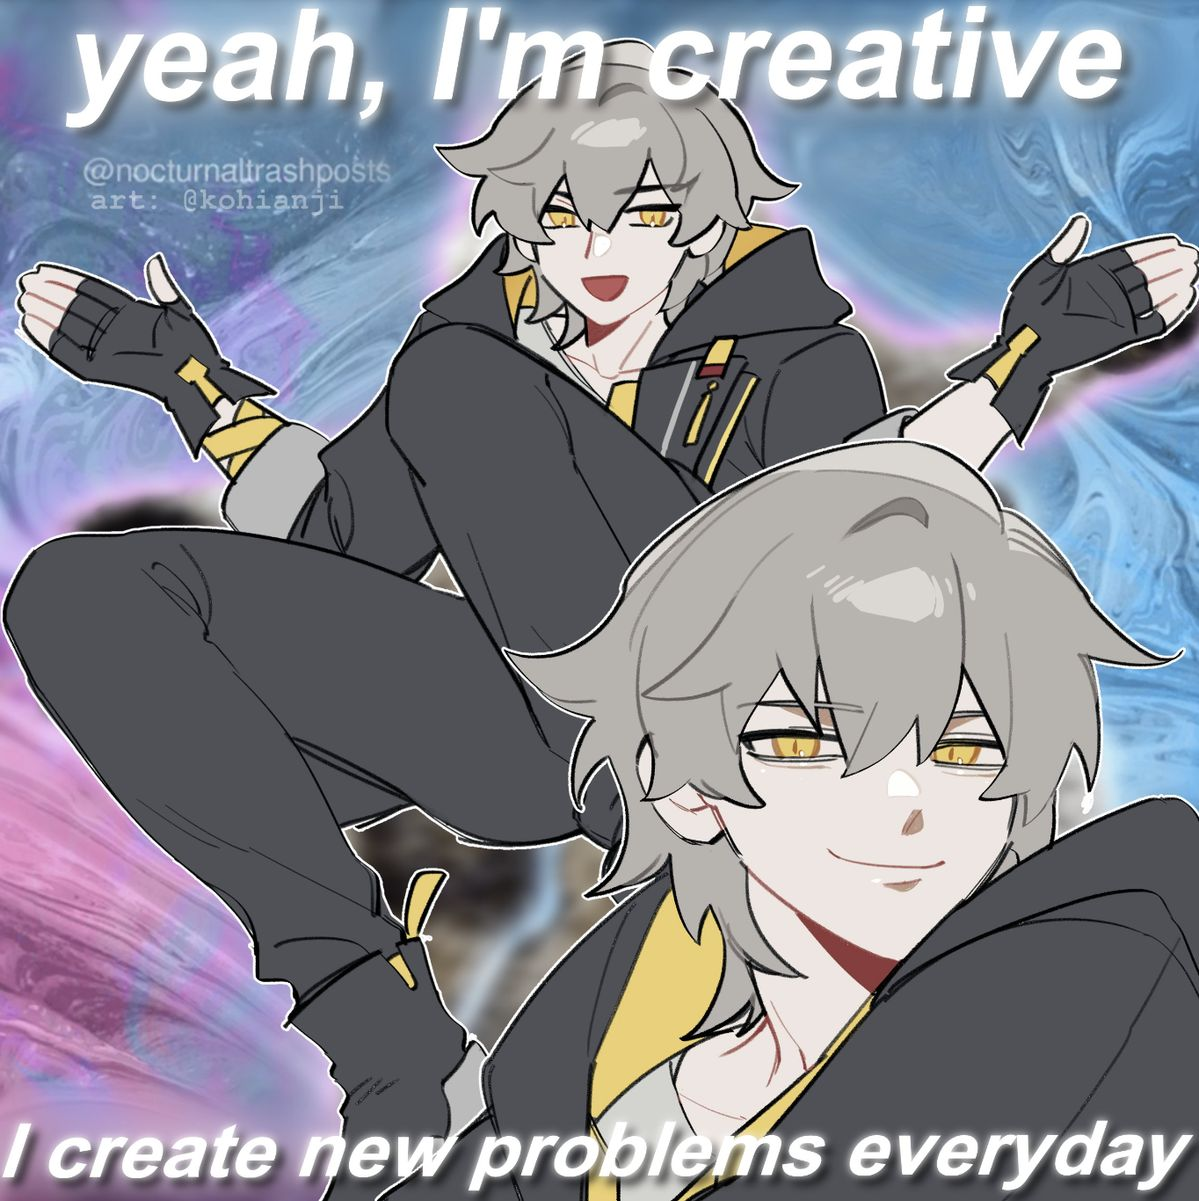 yeah, I'm creative
@nocturnaltrashposts
art: @kohianji
I create new problems everyday